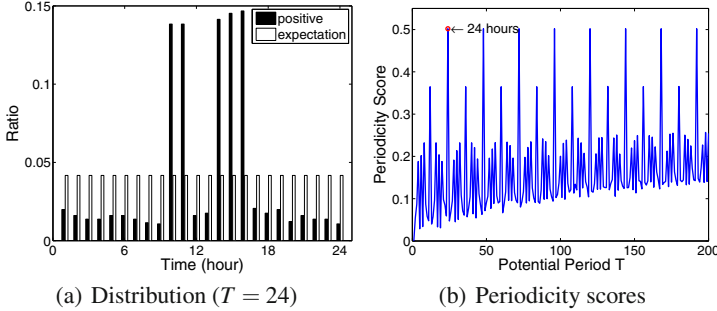 0.15
0.1
0.05
0
Ratio
positive
expectation
0 6 12 18 24
Time (hour)
(a) Distribution (T = 24)
0.5
0.4
0.3
0.2
0.1
0
Periodicity Score
← 24 hours
0 50 100 150 200
Potential Period T
(b) Periodicity scores